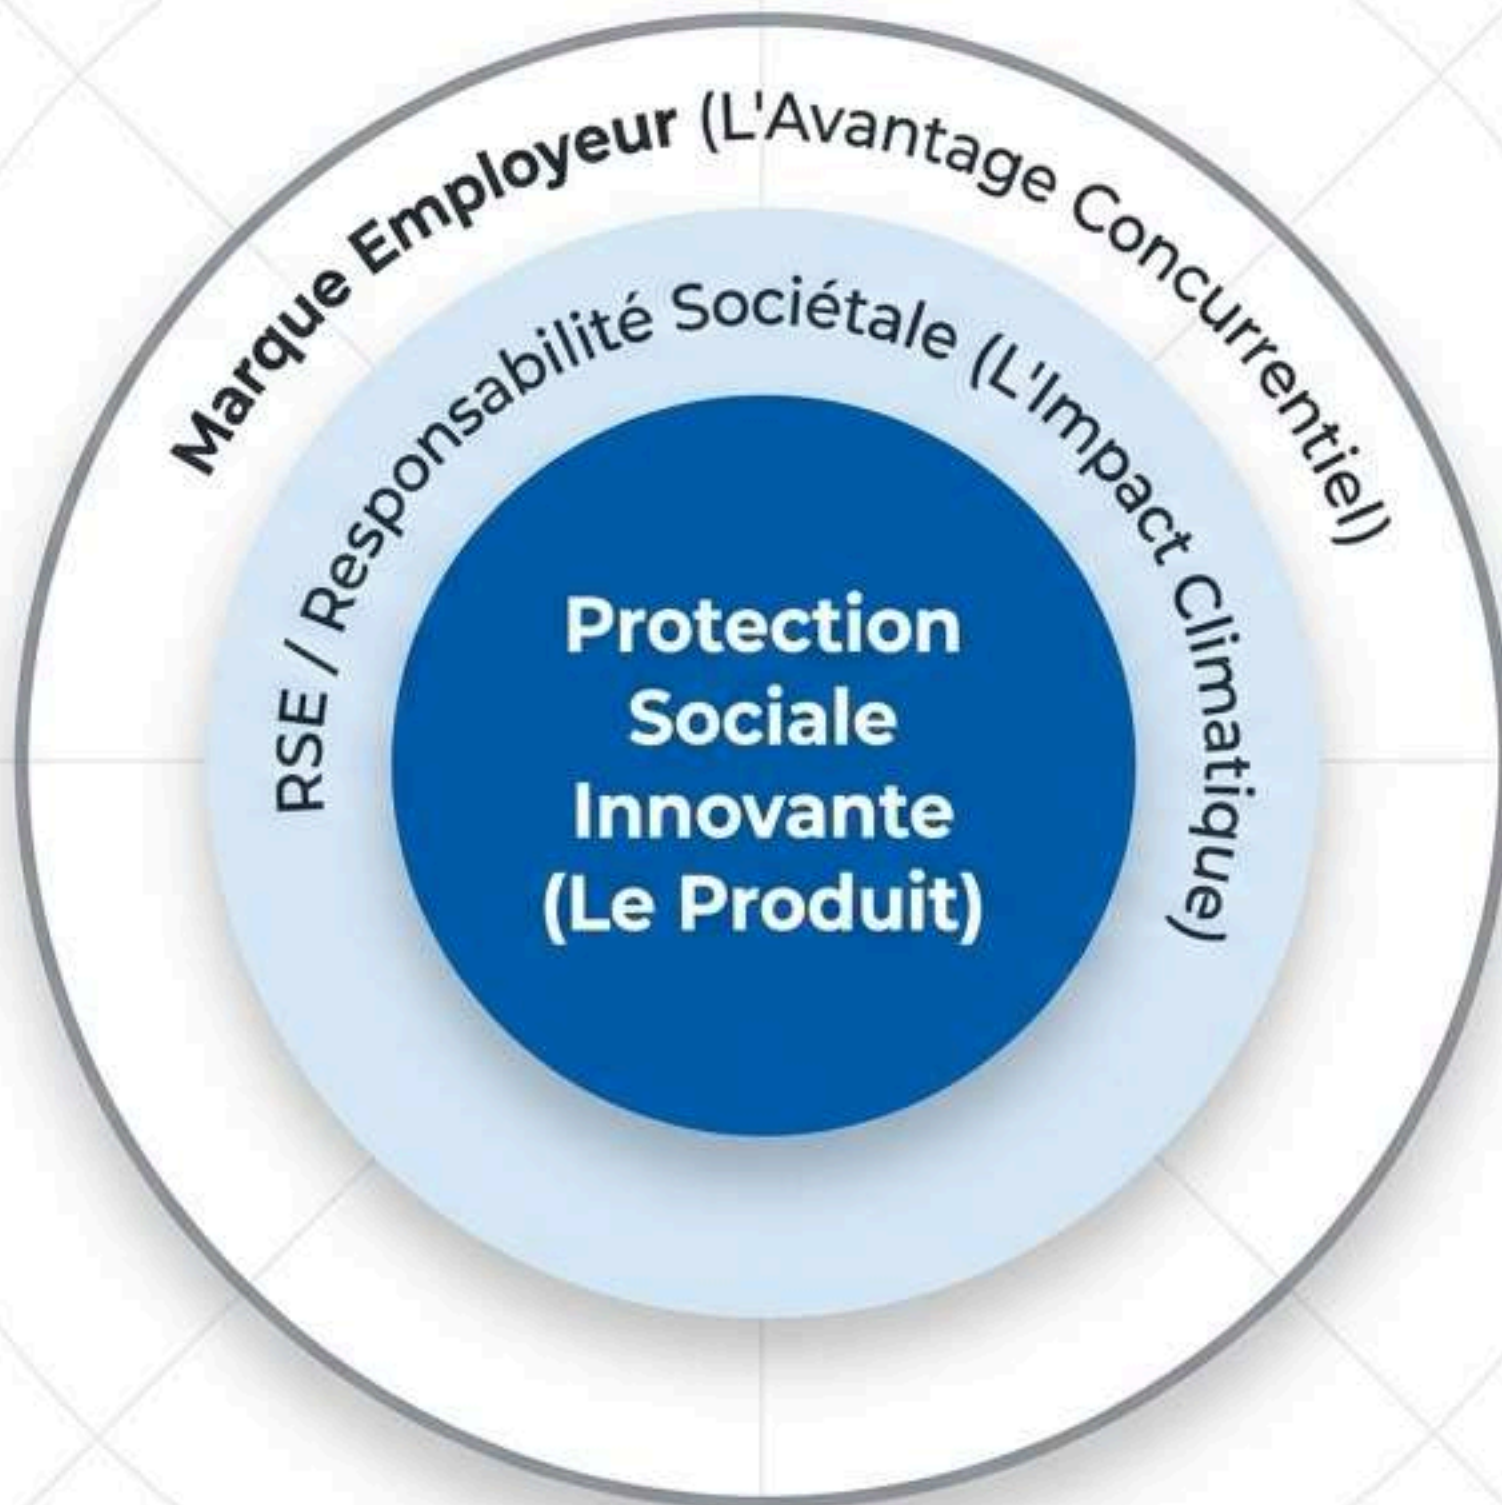 Marque Employeur (L'Avantage Concurrentiel)
RSE / Responsabilité Sociétale (L'Impact Climatique)
Protection
Sociale
Innovante
(Le Produit)